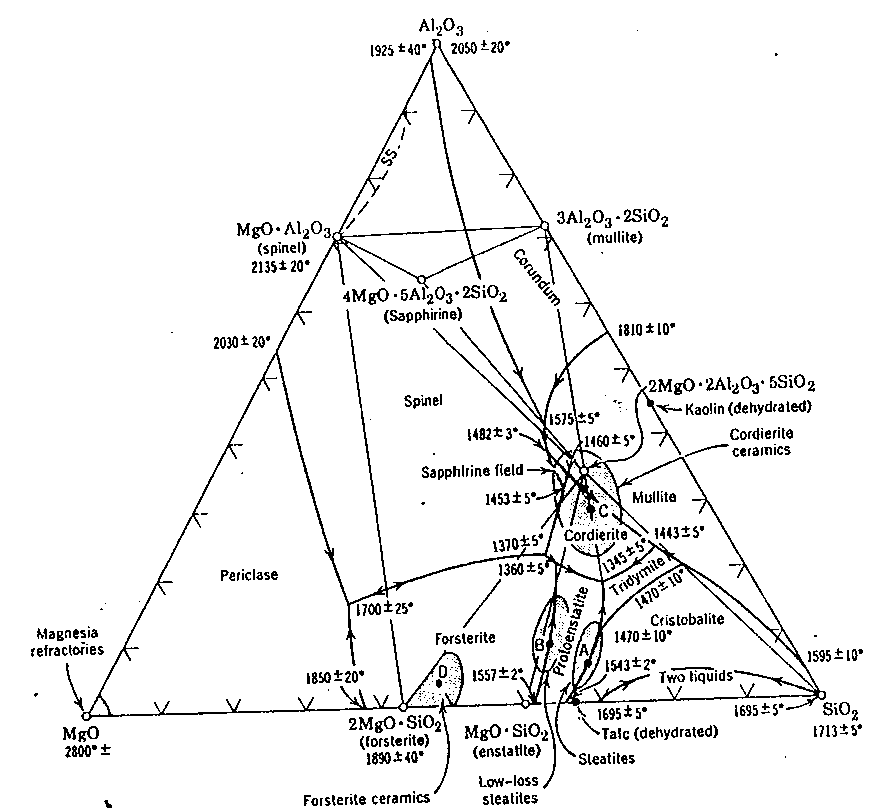 Al₂O₃
1925 ± 40° 2050 ± 20°
SS
MgO · Al₂O₃
(spinel)
2135 ± 20°
3Al₂O₃ · 2SiO₂
(mullite)
4MgO · 5Al₂O₃ · 2SiO₂
(Sapphirine)
Corundum
2030 ± 20°
1810 ± 10°
2MgO · 2Al₂O₃ · 5SiO₂
Kaolin (dehydrated)
Spinel
1575 ± 5°
1482 ± 3°
1460 ± 5°
Cordierite
ceramics
Sapphirine field
1453 ± 5°
Mullite
C
Cordierite
1443 ± 5°
1370 ± 5°
1360 ± 5°
1345 ± 5°
Tridymite
1470 ± 10°
Periclase
1700 ± 25°
Cristobalite
Protoenstatite
Magnesia
refractories
Forsterite
B
A
1470 ± 10°
1595 ± 10°
1850 ± 20°
D
1557 ± 2°
1543 ± 2°
Two liquids
MgO
2800° ±
2MgO · SiO₂
(forsterite)
1890 ± 40°
MgO · SiO₂
(enstatite)
1695 ± 5°
Talc (dehydrated)
1695 ± 5°
SiO₂
1713 ± 5°
Steatites
Low-loss
steatites
Forsterite ceramics